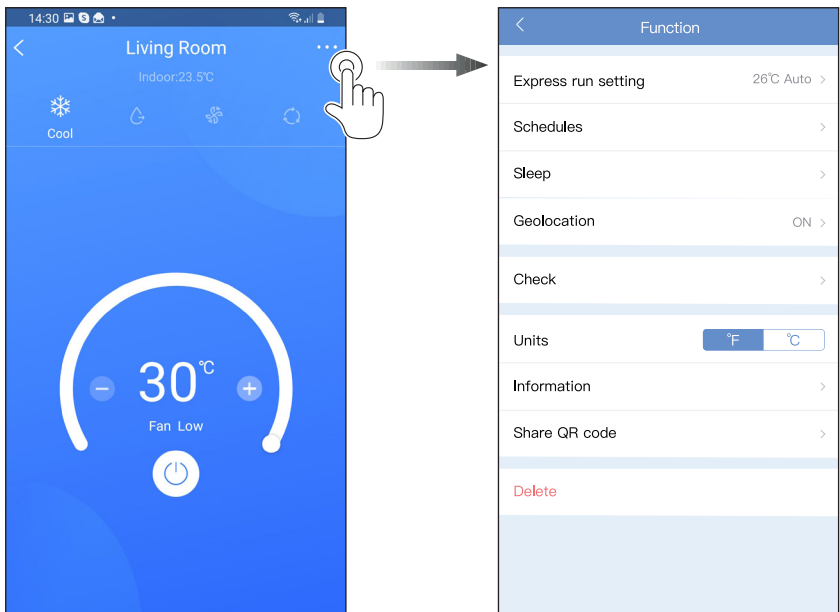 14:30
Living Room
Indoor:23.5℃
Cool
30℃
Fan Low
Function
Express run setting 26℃ Auto
Schedules
Sleep
Geolocation ON
Check
Units ℉ ℃
Information
Share QR code
Delete